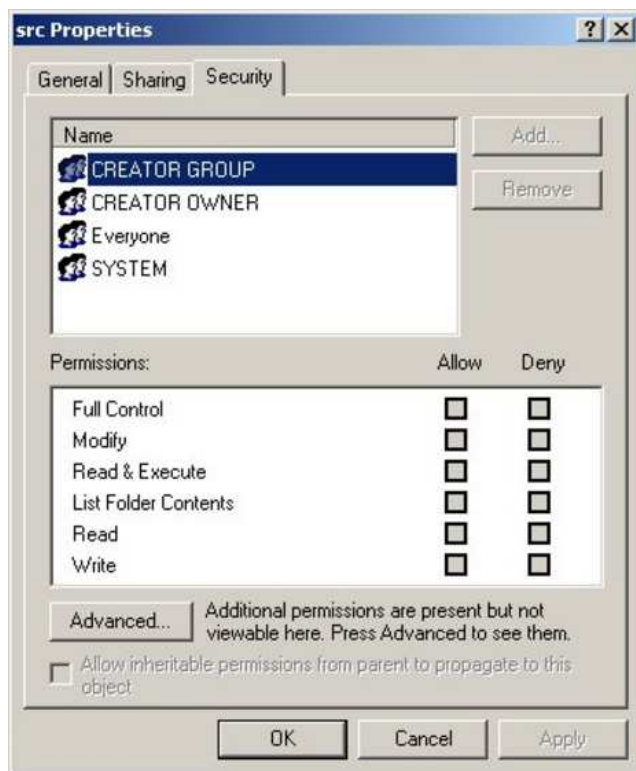 src Properties
? X
General Sharing Security
Name
Add...
CREATOR GROUP
Remove
CREATOR OWNER
Everyone
SYSTEM
Permissions: Allow Deny
Full Control
Modify
Read & Execute
List Folder Contents
Read
Write
Advanced... Additional permissions are present but not
viewable here. Press Advanced to see them.
Allow inheritable permissions from parent to propagate to this
object
OK Cancel Apply